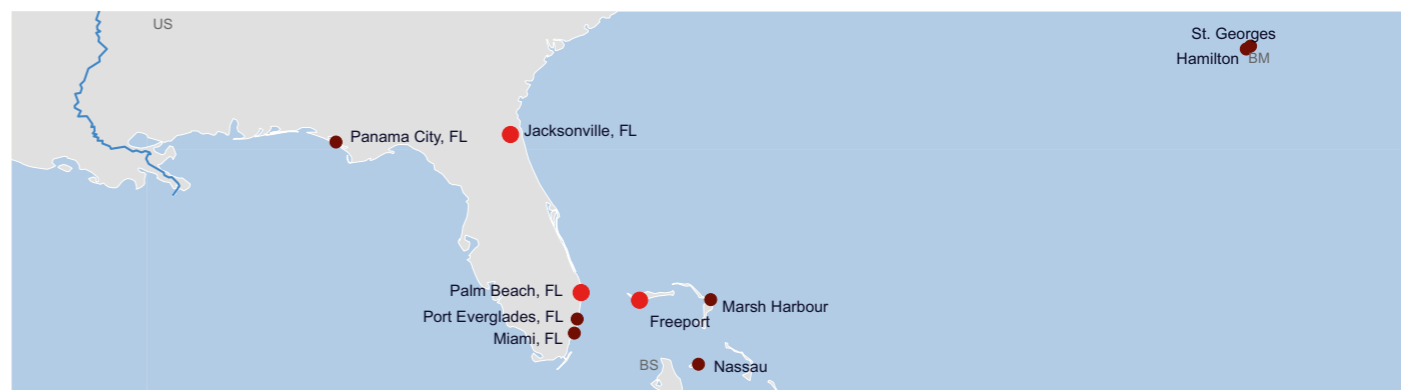 US
St. Georges
Hamilton
BM
Panama City, FL
Jacksonville, FL
Palm Beach, FL
Port Everglades, FL
Miami, FL
Freeport
Marsh Harbour
BS
Nassau